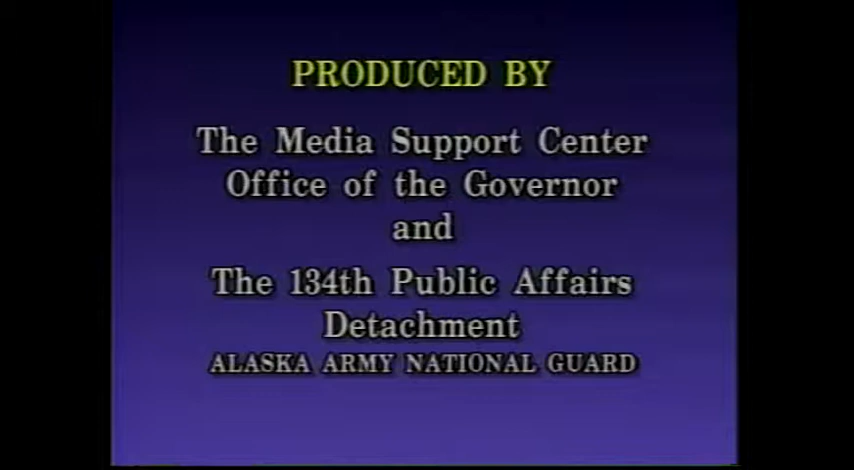 PRODUCED BY
The Media Support Center
Office of the Governor
and
The 134th Public Affairs
Detachment
ALASKA ARMY NATIONAL GUARD